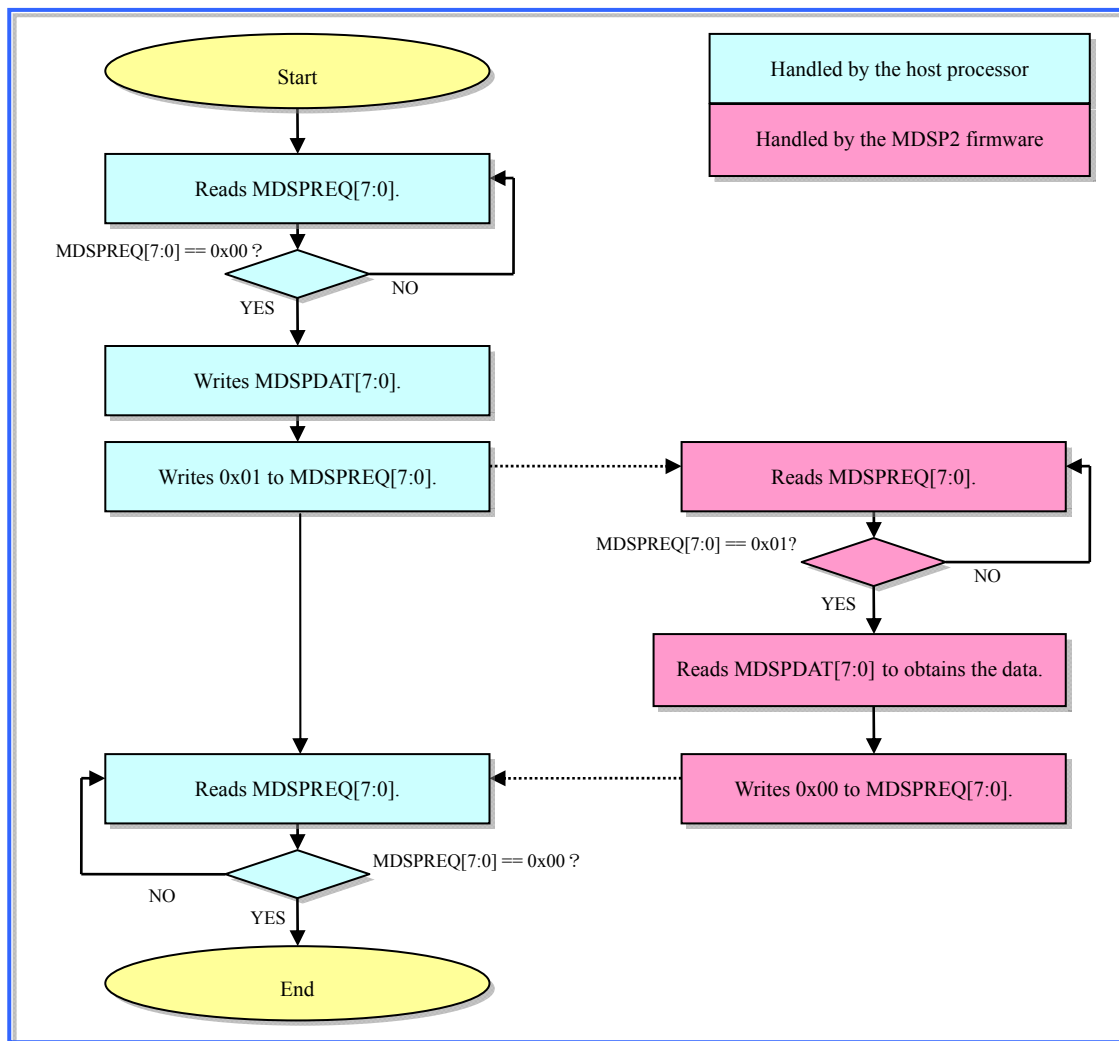 Start
Handled by the host processor
Handled by the MDSP2 firmware
Reads MDSPREQ[7:0].
MDSPREQ[7:0] == 0x00？
NO
YES
Writes MDSPDAT[7:0].
Writes 0x01 to MDSPREQ[7:0].
Reads MDSPREQ[7:0].
MDSPREQ[7:0] == 0x01?
NO
YES
Reads MDSPDAT[7:0] to obtains the data.
Writes 0x00 to MDSPREQ[7:0].
Reads MDSPREQ[7:0].
MDSPREQ[7:0] == 0x00？
NO
YES
End